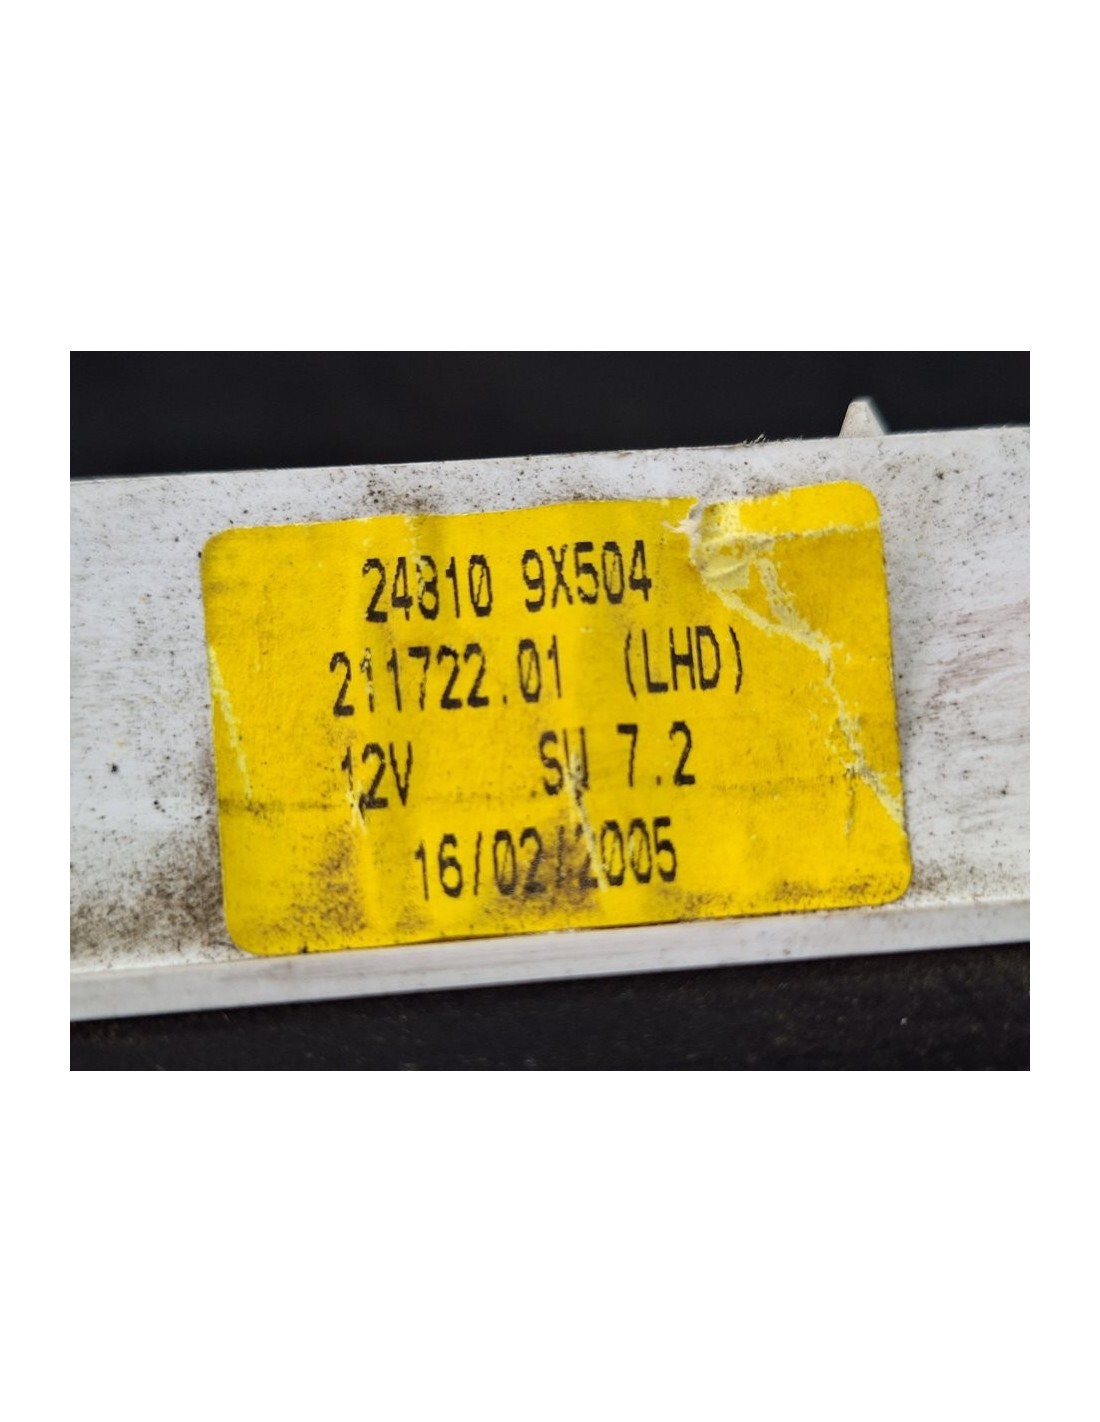 24810 9X504
211722.01 (LHD)
12V SW 7.2
16/02/2005